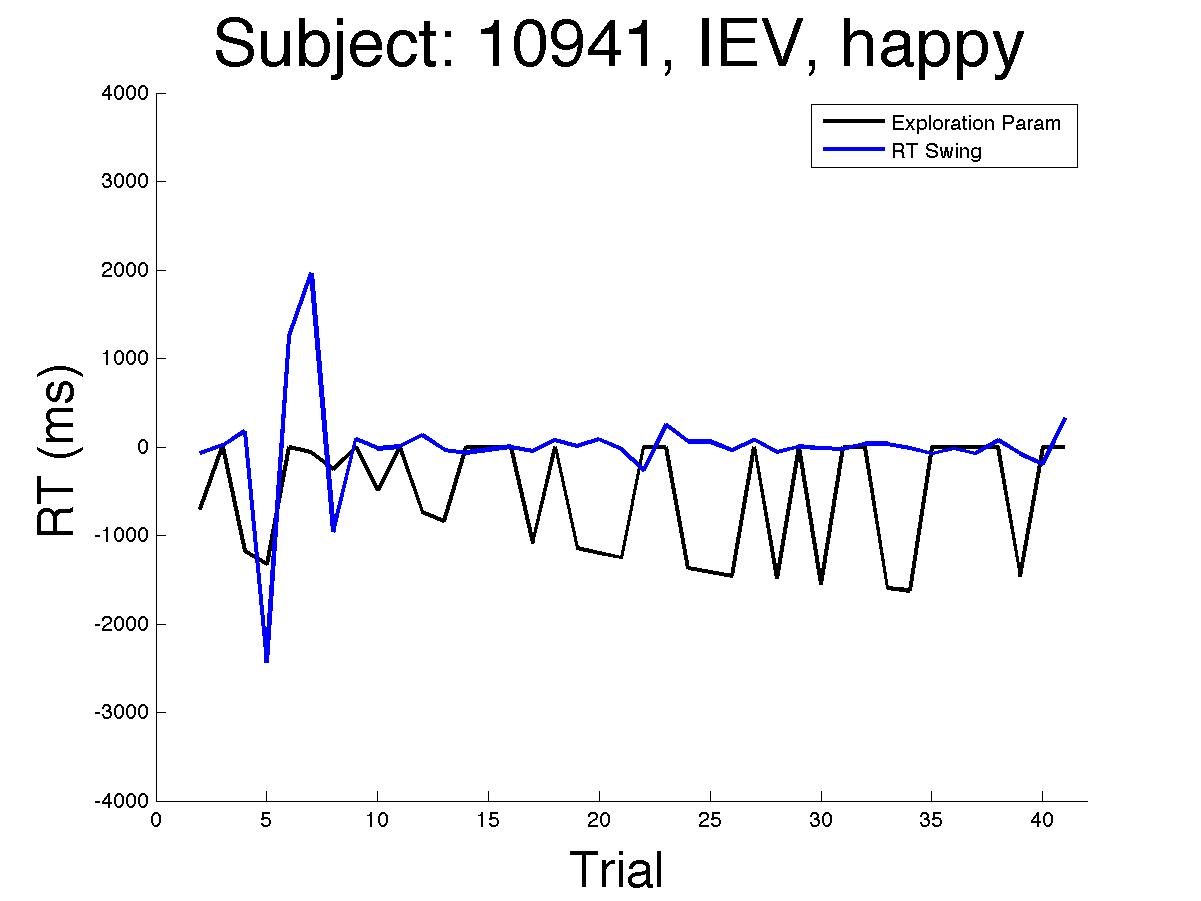 Subject: 10941, IEV, happy
Exploration Param
RT Swing
4000
3000
2000
1000
0
-1000
-2000
-3000
-4000
RT (ms)
0 5 10 15 20 25 30 35 40
Trial